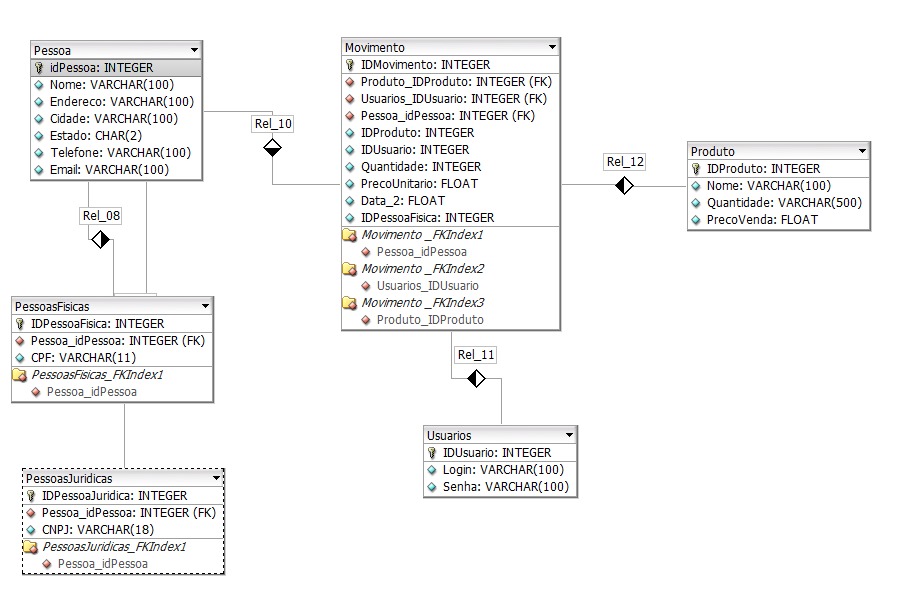 Pessoa
idPessoa: INTEGER
Nome: VARCHAR(100)
Endereco: VARCHAR(100)
Cidade: VARCHAR(100)
Estado: CHAR(2)
Telefone: VARCHAR(100)
Email: VARCHAR(100)
Rel_10
Rel_08
Movimento
IDMovimento: INTEGER
Produto_IDProduto: INTEGER (FK)
Usuarios_IDUsuario: INTEGER (FK)
Pessoa_idPessoa: INTEGER (FK)
IDProduto: INTEGER
IDUsuario: INTEGER
Quantidade: INTEGER
PrecoUnitario: FLOAT
Data_2: FLOAT
IDPessoaFisica: INTEGER
Movimento _FKIndex1
Pessoa_idPessoa
Movimento _FKIndex2
Usuarios_IDUsuario
Movimento _FKIndex3
Produto_IDProduto
Rel_12
Produto
IDProduto: INTEGER
Nome: VARCHAR(100)
Quantidade: VARCHAR(500)
PrecoVenda: FLOAT
PessoasFisicas
IDPessoaFisica: INTEGER
Pessoa_idPessoa: INTEGER (FK)
CPF: VARCHAR(11)
PessoasFisicas_FKIndex1
Pessoa_idPessoa
Rel_11
Usuarios
IDUsuario: INTEGER
Login: VARCHAR(100)
Senha: VARCHAR(100)
PessoasJuridicas
IDPessoaJuridica: INTEGER
Pessoa_idPessoa: INTEGER (FK)
CNPJ: VARCHAR(18)
PessoasJuridicas_FKIndex1
Pessoa_idPessoa